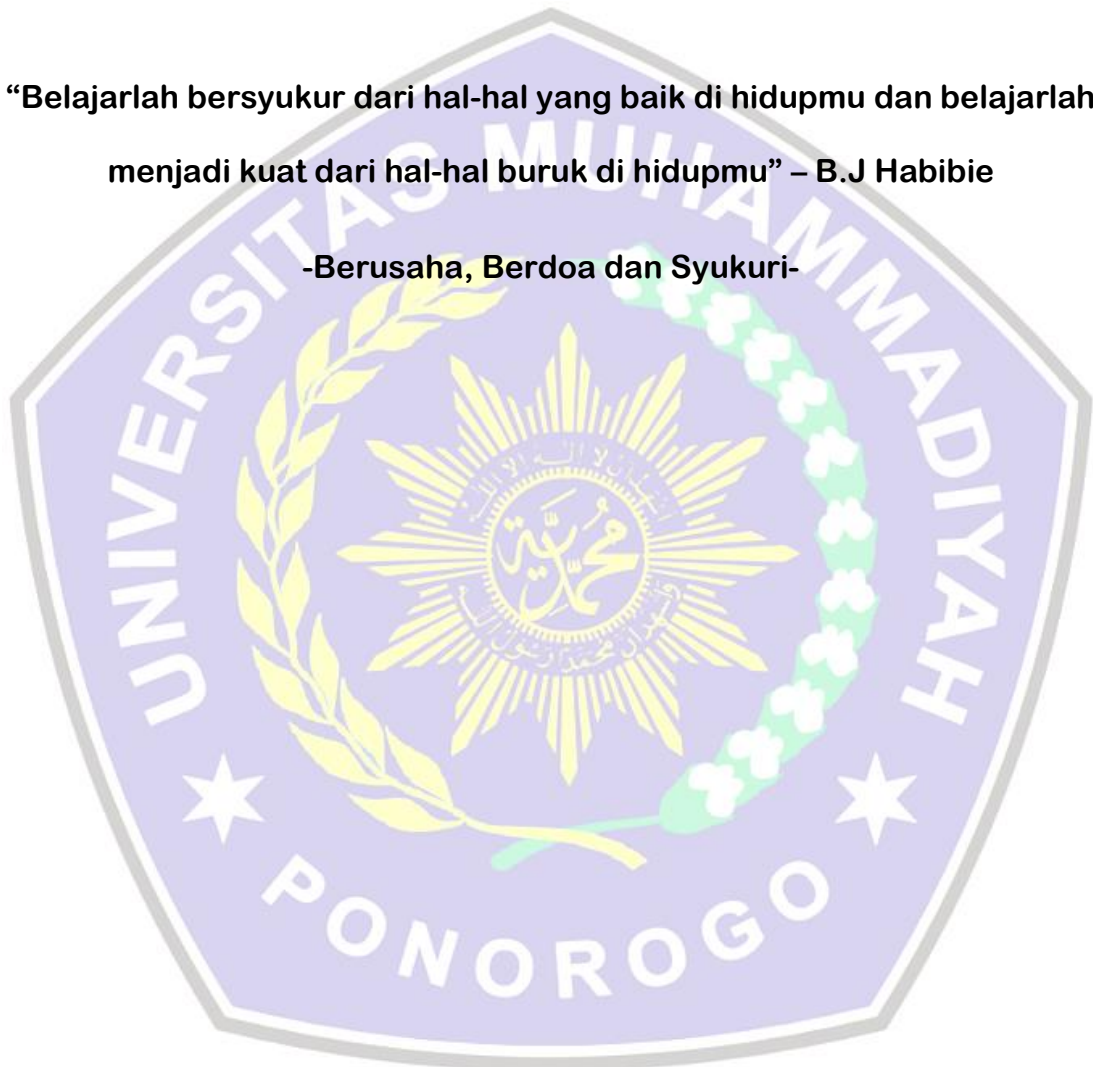 “Belajarlah bersyukur dari hal-hal yang baik di hidupmu dan belajarlah
menjadi kuat dari hal-hal buruk di hidupmu” – B.J Habibie
-Berusaha, Berdoa dan Syukuri-
UNIVERSITAS MUHAMMADIYAH
PONOROGO
محمدية